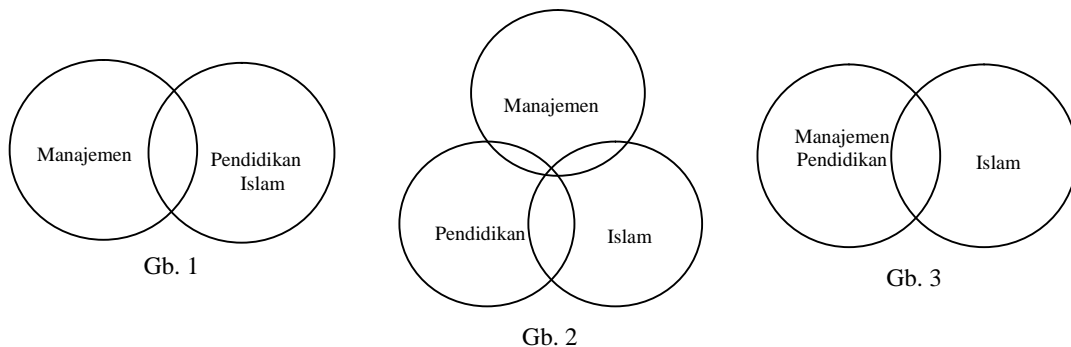 Manajemen
Pendidikan
Islam
Gb. 1
Manajemen
Pendidikan
Islam
Gb. 2
Manajemen
Pendidikan
Islam
Gb. 3